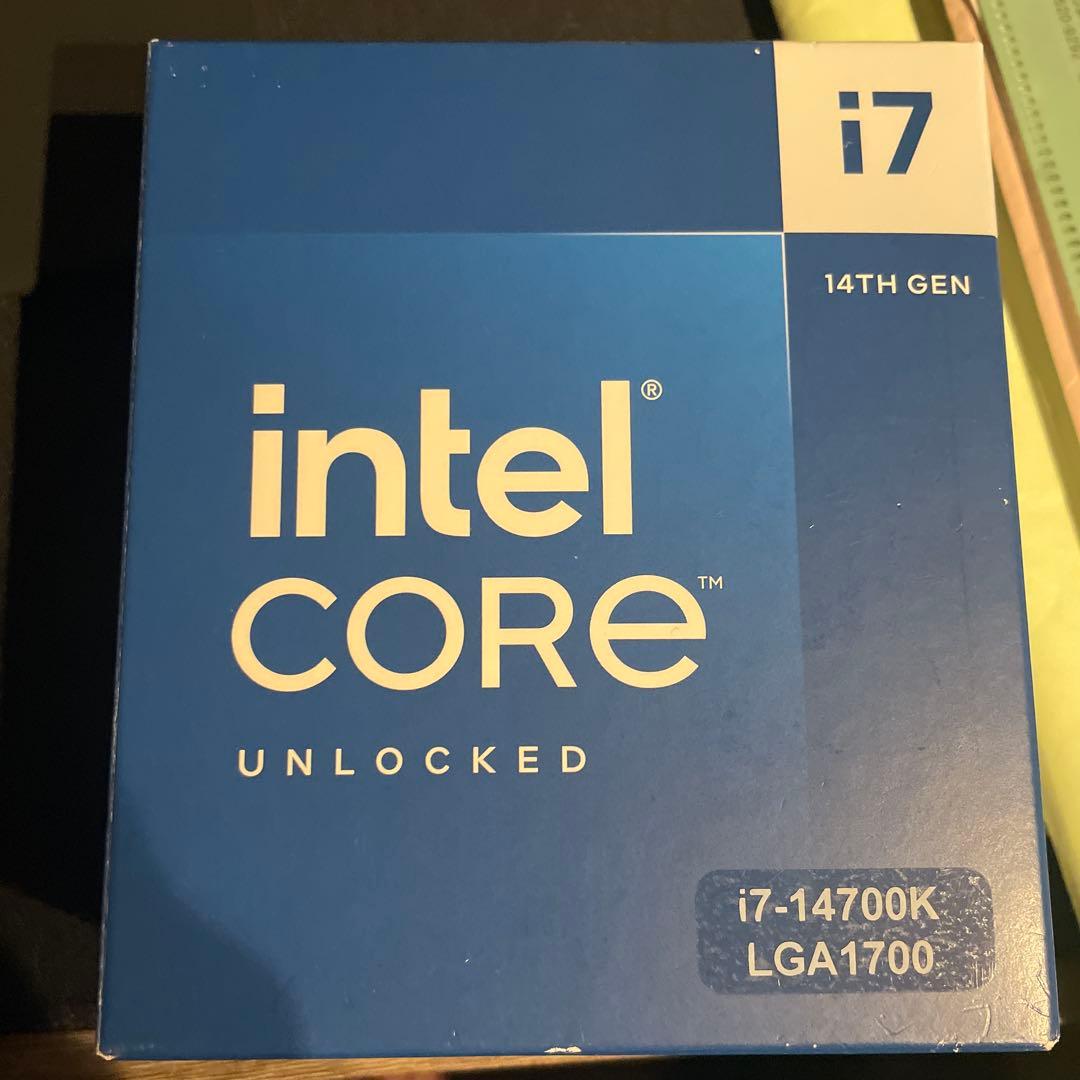 i7
14TH GEN
intel®
CORe™
UNLOCKED
i7-14700K
LGA1700